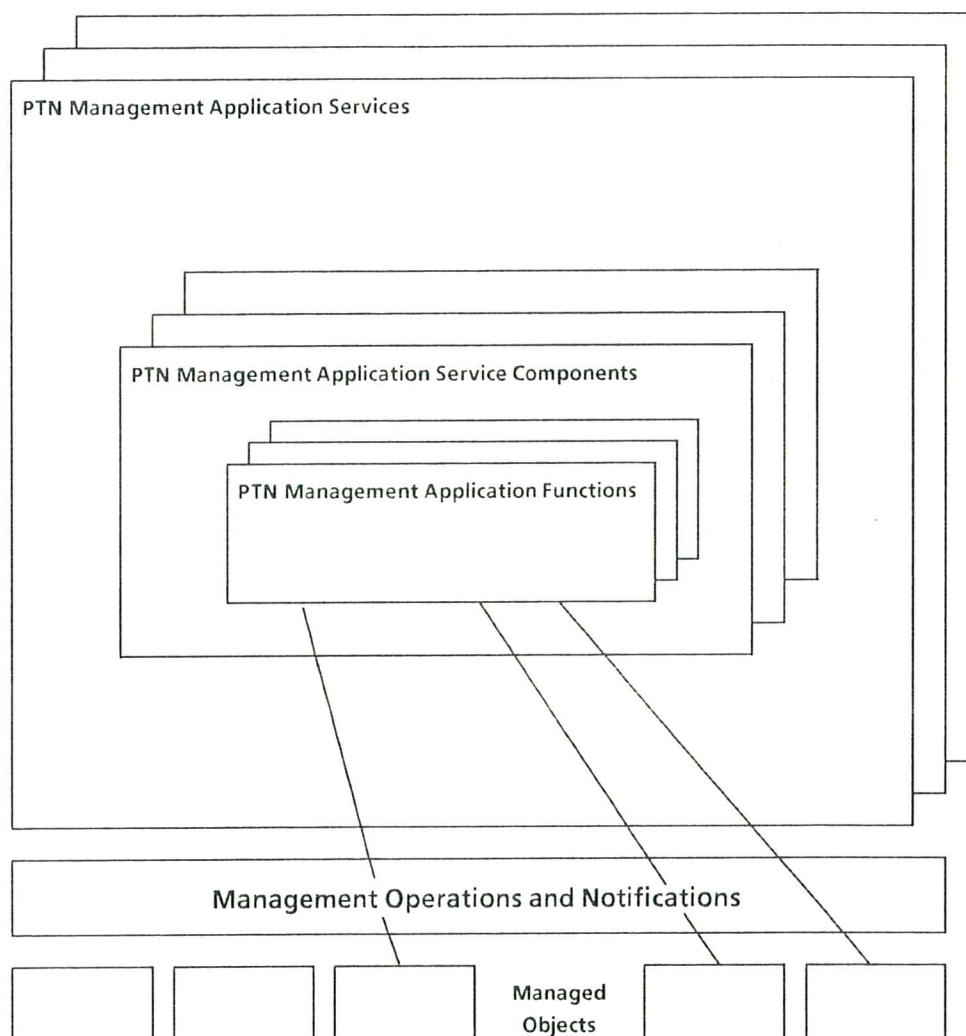 PTN Management Application Services
PTN Management Application Service Components
PTN Management Application Functions
Management Operations and Notifications
Managed
Objects